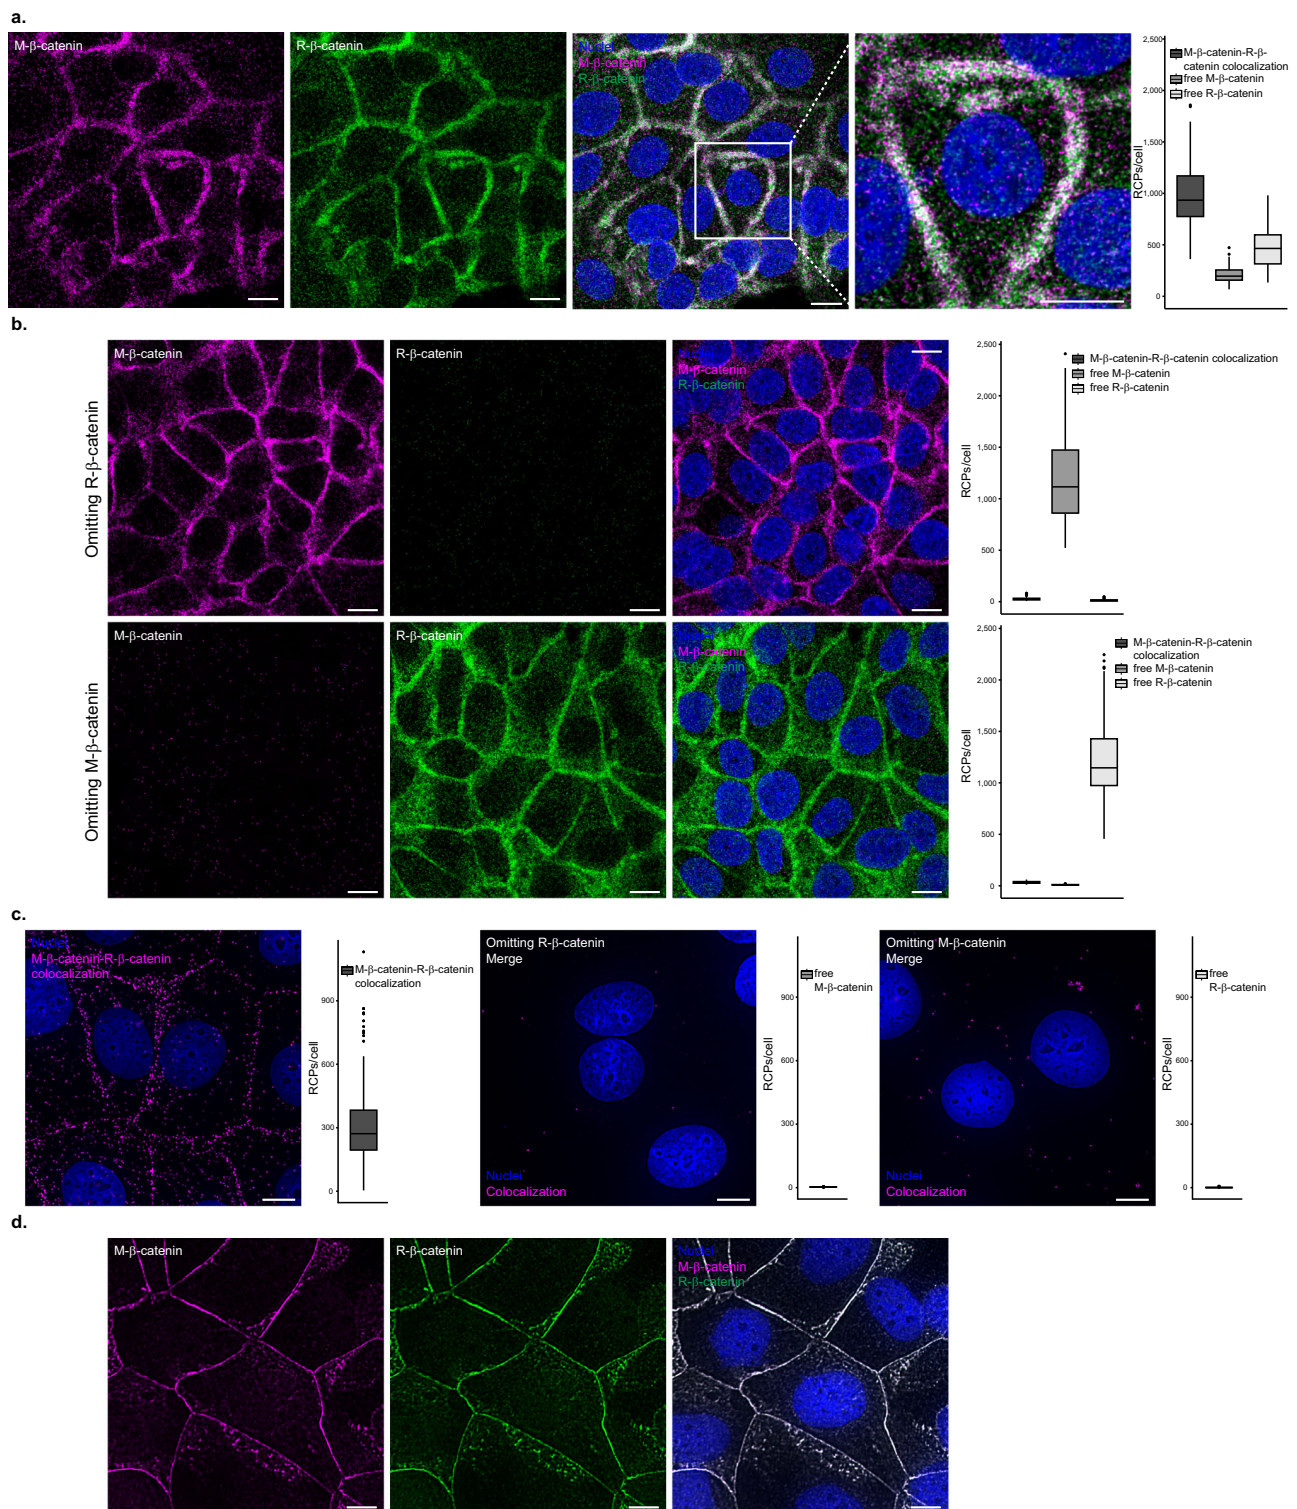 a.
M-β-catenin
R-β-catenin
Nuclei
M-β-catenin
R-β-catenin
2,500
2,000
1,500
1,000
500
0
RCPs/cell
M-β-catenin-R-β-
catenin colocalization
free M-β-catenin
free R-β-catenin
b.
Omitting R-β-catenin
M-β-catenin
R-β-catenin
Nuclei
M-β-catenin
R-β-catenin
2,500
2,000
1,500
1,000
500
0
RCPs/cell
M-β-catenin-R-β-catenin colocalization
free M-β-catenin
free R-β-catenin
Omitting M-β-catenin
M-β-catenin
R-β-catenin
Nuclei
M-β-catenin
R-β-catenin
2,500
2,000
1,500
1,000
500
0
RCPs/cell
M-β-catenin-R-β-catenin
colocalization
free M-β-catenin
free R-β-catenin
c.
Nuclei
M-β-catenin-R-β-catenin
colocalization
900
600
300
0
RCPs/cell
M-β-catenin-R-β-catenin
colocalization
Omitting R-β-catenin
Merge
Nuclei
Colocalization
900
600
300
0
RCPs/cell
free
M-β-catenin
Omitting M-β-catenin
Merge
Nuclei
Colocalization
900
600
300
0
RCPs/cell
free
R-β-catenin
d.
M-β-catenin
R-β-catenin
Nuclei
M-β-catenin
R-β-catenin